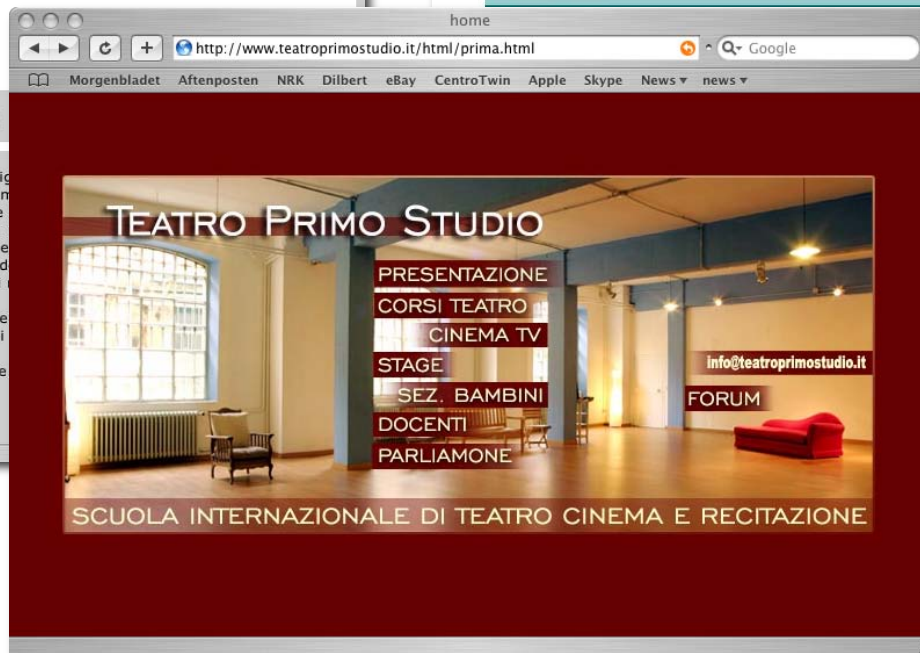 home
http://www.teatroprimostudio.it/html/prima.html
Google
Morgenbladet Aftenposten NRK Dilbert eBay CentroTwin Apple Skype News news
TEATRO PRIMO STUDIO
PRESENTAZIONE
CORSI TEATRO
CINEMA TV
STAGE
SEZ. BAMBINI
DOCENTI
PARLIAMONE
info@teatroprimostudio.it
FORUM
SCUOLA INTERNAZIONALE DI TEATRO CINEMA E RECITAZIONE